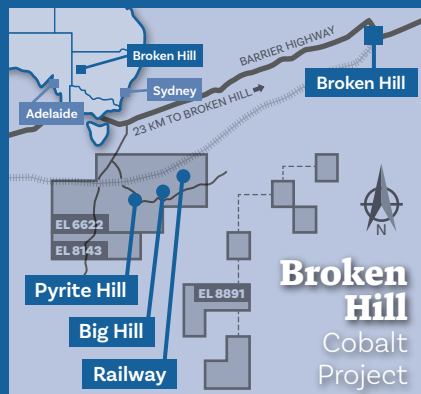 Broken Hill
Sydney
Adelaide
BARRIER HIGHWAY
Broken Hill
23 KM TO BROKEN HILL
N
EL 6622
EL 8143
EL 8891
Pyrite Hill
Big Hill
Railway
Broken
Hill
Cobalt
Project